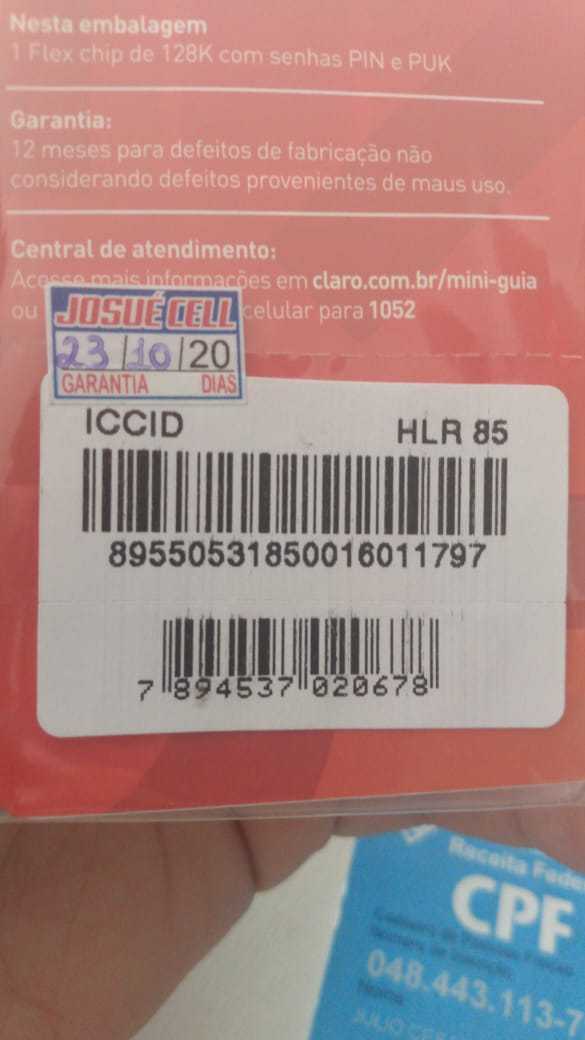 Nesta embalagem
1 Flex chip de 128K com senhas PIN e PUK
Garantia:
12 meses para defeitos de fabricação não
considerando defeitos provenientes de maus uso.
Central de atendimento:
Acesse mais informações em claro.com.br/mini-guia
ou celular para 1052
JOSUÉ CELL
23/10/20
GARANTIA DIAS
ICCID HLR 85
89550531850016011797
7 894537 020678
Receita Fede
CPF
048.443.113-7
Nome
JULIO CES